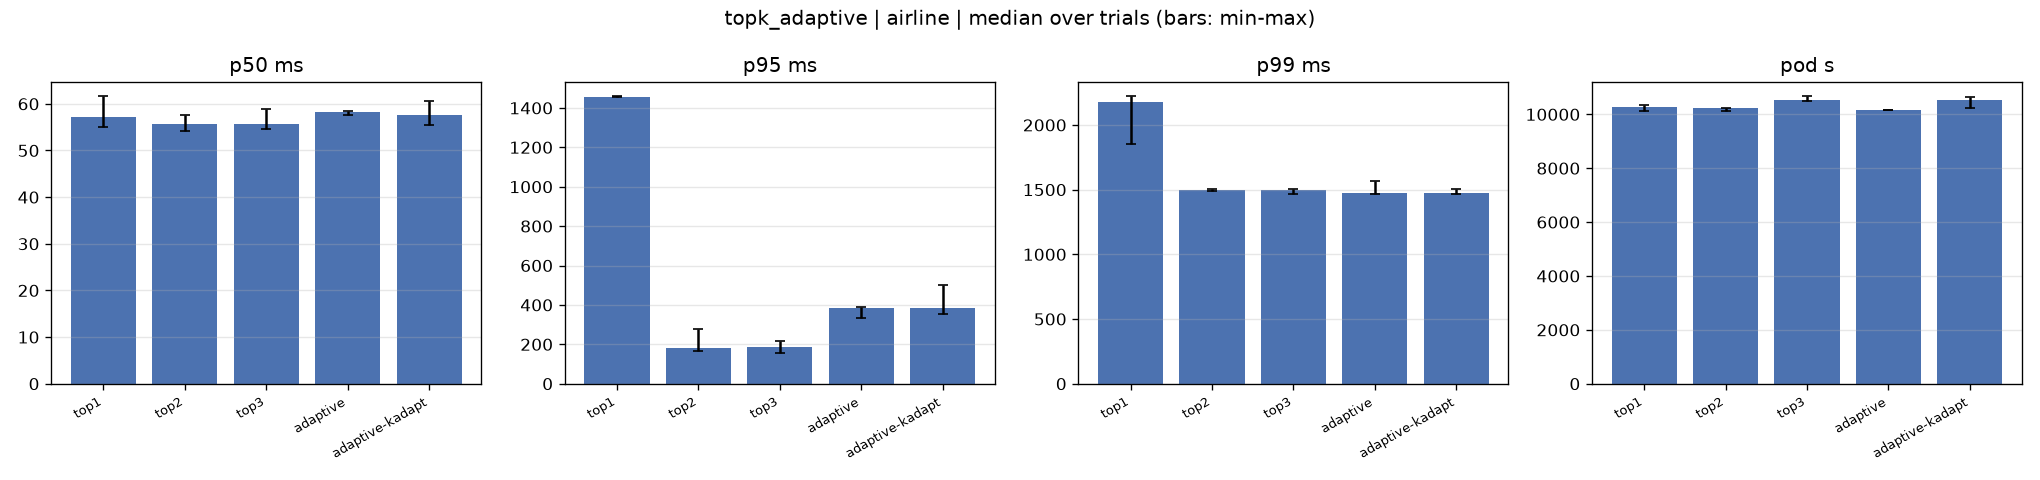 topk_adaptive | airline | median over trials (bars: min-max)
p50 ms
60
50
40
30
20
10
0
top1
top2
top3
adaptive
adaptive-kadapt
p95 ms
1400
1200
1000
800
600
400
200
0
top1
top2
top3
adaptive
adaptive-kadapt
p99 ms
2000
1500
1000
500
0
top1
top2
top3
adaptive
adaptive-kadapt
pod s
10000
8000
6000
4000
2000
0
top1
top2
top3
adaptive
adaptive-kadapt